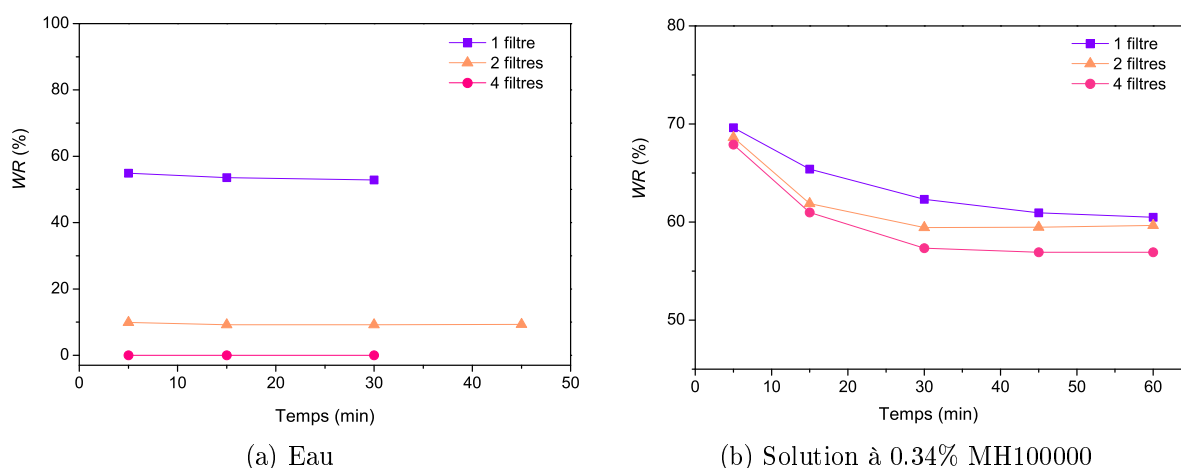 100
80
60
40
20
0
WR (%)
1 filtre
2 filtres
4 filtres
0 10 20 30 40 50
Temps (min)
(a) Eau
80
70
60
50
WR (%)
1 filtre
2 filtres
4 filtres
0 10 20 30 40 50 60
Temps (min)
(b) Solution à 0.34% MH100000